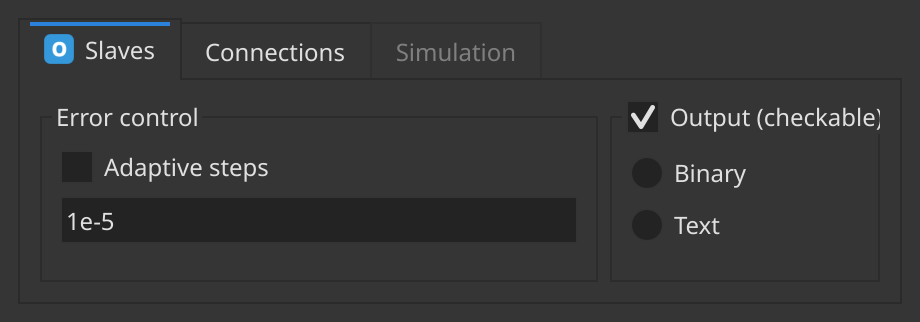 O Slaves Connections Simulation
Error control
Adaptive steps
1e-5
Output (checkable)
Binary
Text